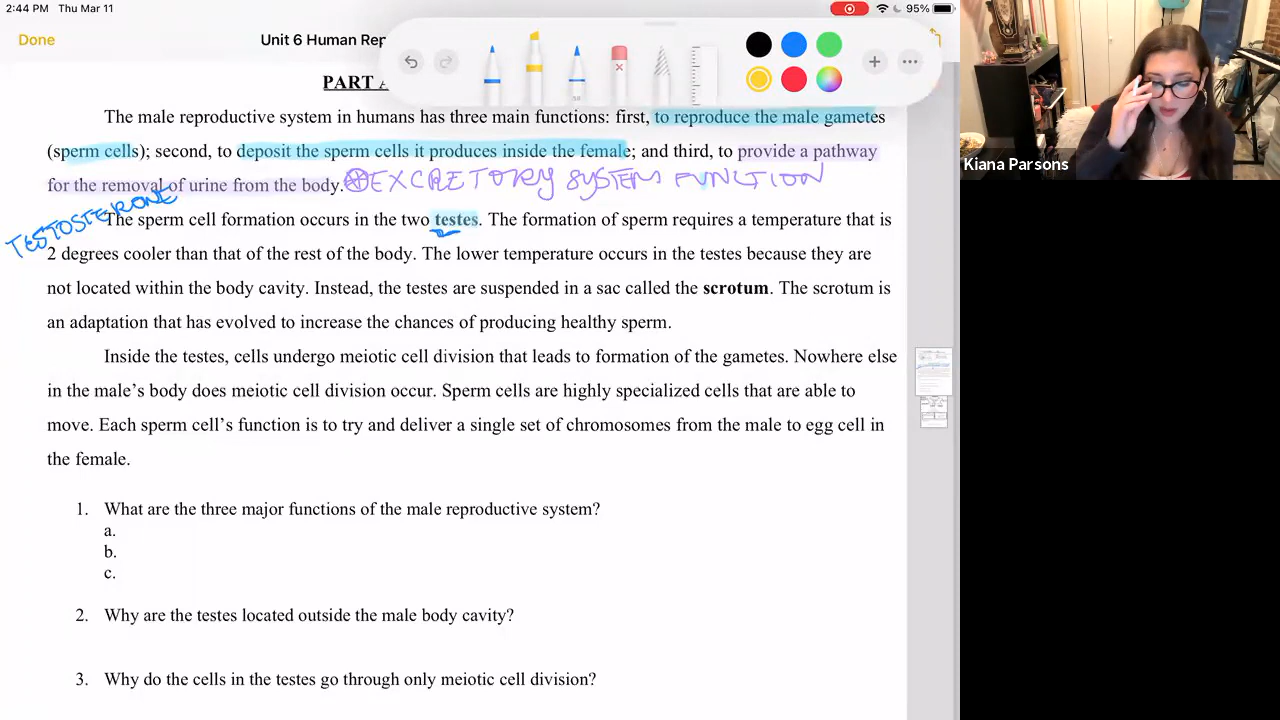 2:44 PM Thu Mar 11
95%
Done
Unit 6 Human Rep
PART A
The male reproductive system in humans has three main functions: first, to reproduce the male gametes
(sperm cells); second, to deposit the sperm cells it produces inside the female; and third, to provide a pathway
for the removal of urine from the body. EXCRETORY SYSTEM FUNCTION
TESTOSTERONE
The sperm cell formation occurs in the two testes. The formation of sperm requires a temperature that is
2 degrees cooler than that of the rest of the body. The lower temperature occurs in the testes because they are
not located within the body cavity. Instead, the testes are suspended in a sac called the scrotum. The scrotum is
an adaptation that has evolved to increase the chances of producing healthy sperm.
Inside the testes, cells undergo meiotic cell division that leads to formation of the gametes. Nowhere else
in the male's body does meiotic cell division occur. Sperm cells are highly specialized cells that are able to
move. Each sperm cell's function is to try and deliver a single set of chromosomes from the male to egg cell in
the female.
1. What are the three major functions of the male reproductive system?
a.
b.
c.
2. Why are the testes located outside the male body cavity?
3. Why do the cells in the testes go through only meiotic cell division?
Kiana Parsons